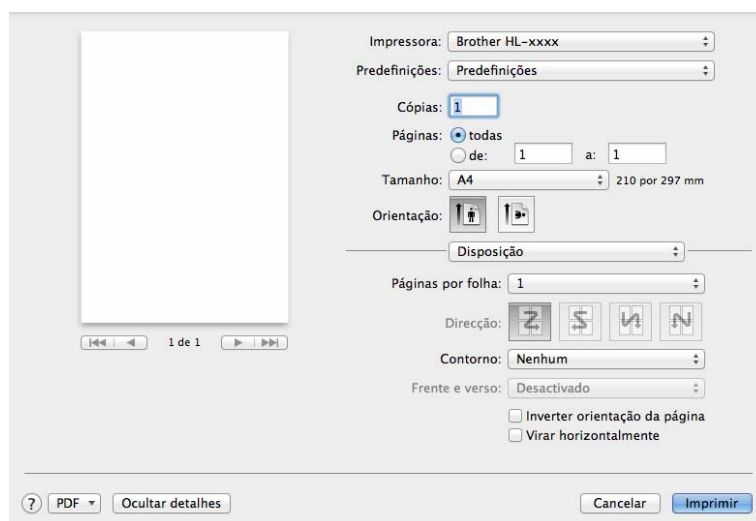 Impressora: Brother HL-xxxx
Predefinições: Predefinições
Cópias: 1
Páginas: todas
de: 1 a: 1
Tamanho: A4 210 por 297 mm
Orientação:
Disposição
Páginas por folha: 1
Direcção:
1 de 1
Contorno: Nenhum
Frente e verso: Desactivado
Inverter orientação da página
Virar horizontalmente
? PDF Ocultar detalhes Cancelar Imprimir